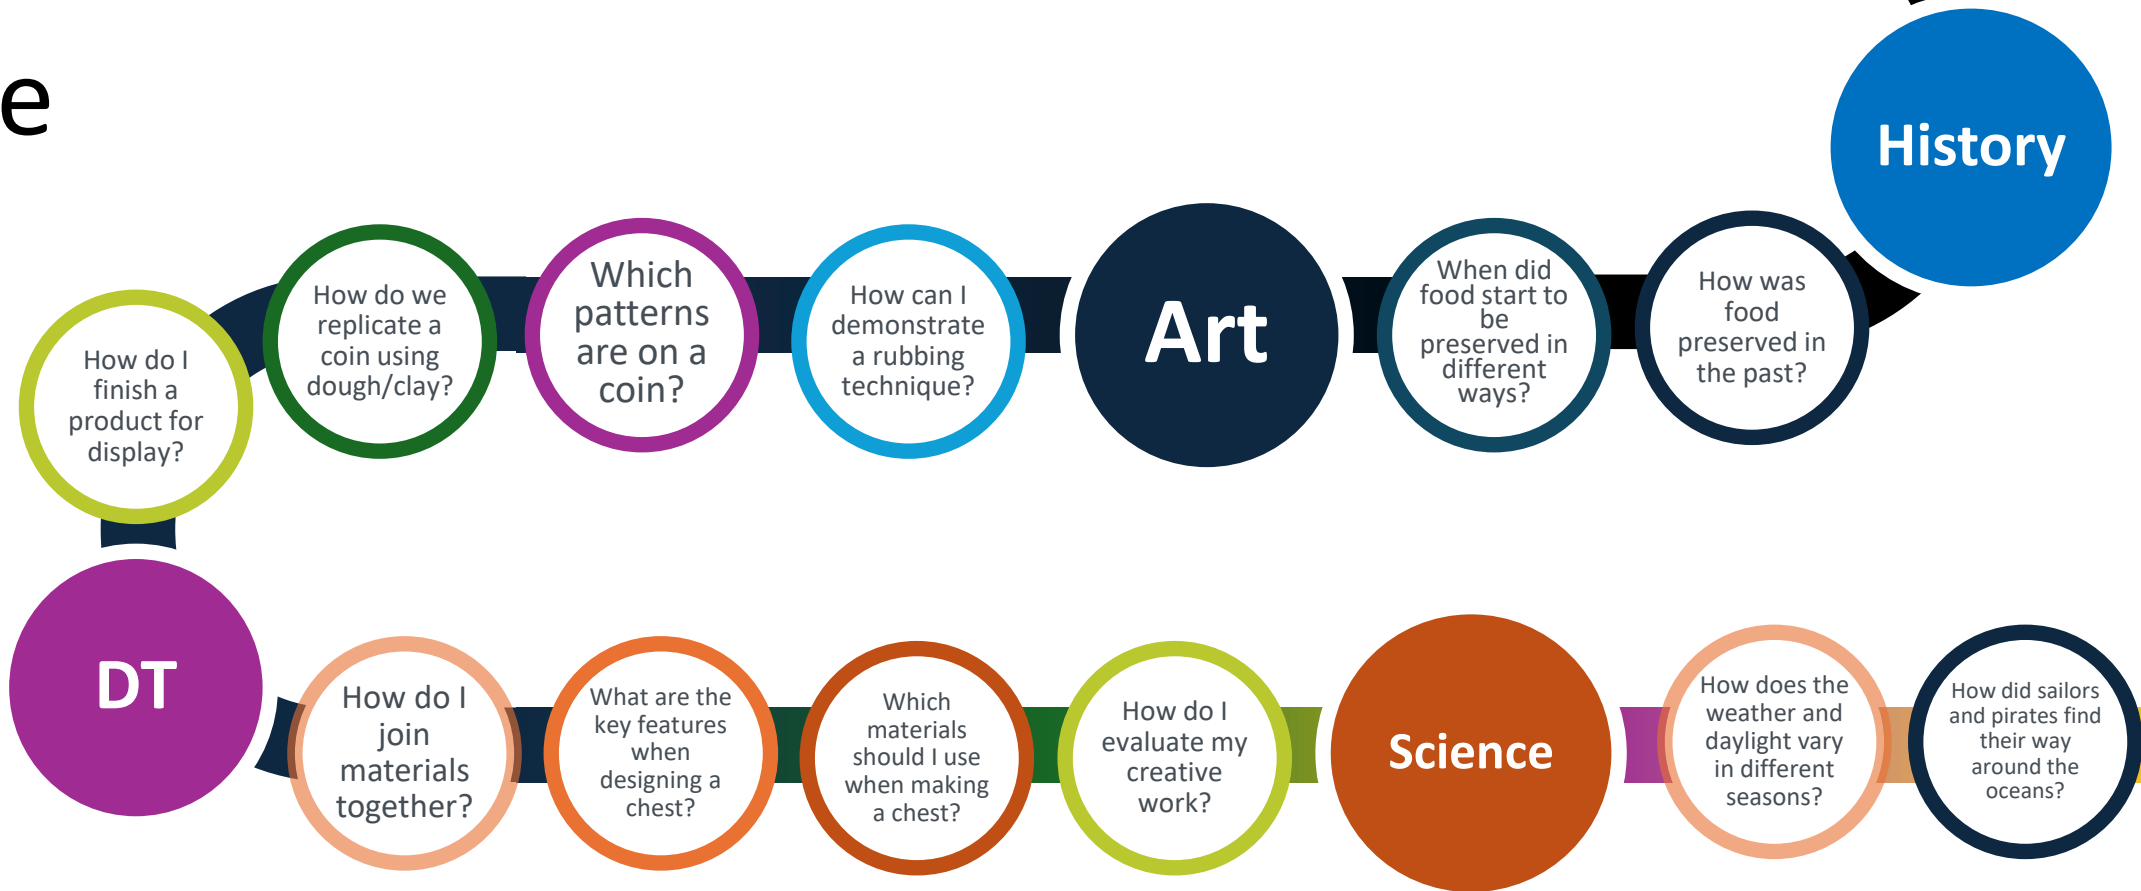 e
History
How do I
finish a
product for
display?
How do we
replicate a
coin using
dough/clay?
Which
patterns
are on a
coin?
How can I
demonstrate
a rubbing
technique?
Art
When did
food start to
be
preserved in
different
ways?
How was
food
preserved in
the past?
DT
How do I
join
materials
together?
What are the
key features
when
designing a
chest?
Which
materials
should I use
when making
a chest?
How do I
evaluate my
creative
work?
Science
How does the
weather and
daylight vary
in different
seasons?
How did sailors
and pirates find
their way
around the
oceans?